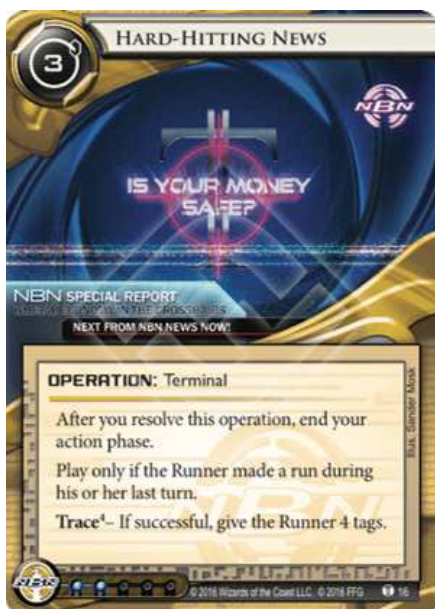 HARD-HITTING NEWS
3
NBN
IS YOUR MONEY
SAFE?
NBN SPECIAL REPORT
NEXT FROM NBN NEWS NOW!
OPERATION: Terminal
After you resolve this operation, end your
action phase.
Play only if the Runner made a run during
his or her last turn.
Trace⁴– If successful, give the Runner 4 tags.
Illus. Sander Mosk
NBN
© 2016 Wizards of the Coast LLC. © 2016 FFG
16